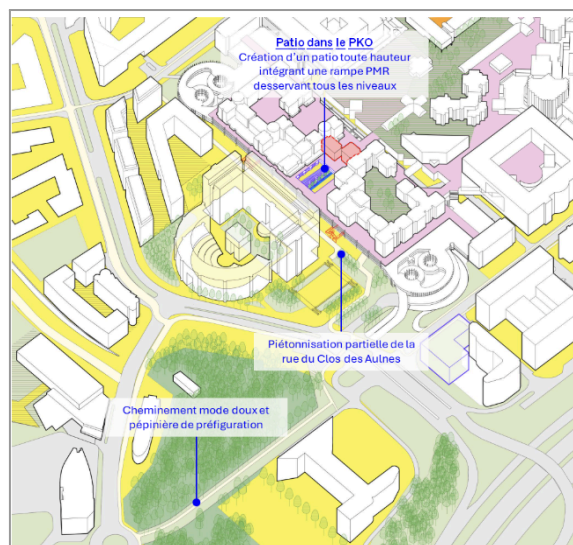 Patio dans le PKO
Création d'un patio toute hauteur
intégrant une rampe PMR
desservant tous les niveaux
Piétonnisation partielle de la
rue du Clos des Aulnes
Cheminement mode doux et
pépinière de préfiguration